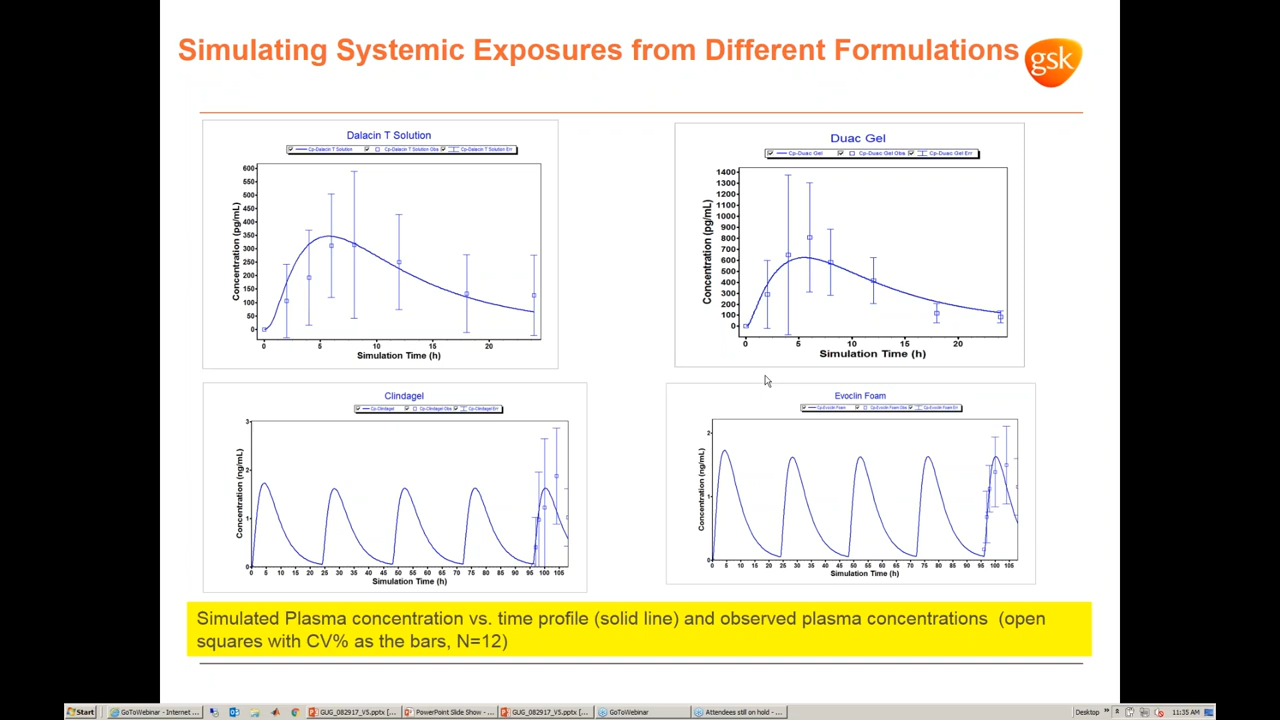 Simulating Systemic Exposures from Different Formulations
gsk
Dalacin T Solution
Cp-Dalacin T Solution Cp-Dalacin T Solution Obs Cp-Dalacin T Solution Err
Concentration (pg/mL)
600
550
500
450
400
350
300
250
200
150
100
50
0
0 5 10 15 20
Simulation Time (h)
Duac Gel
Cp-Duac Gel Cp-Duac Gel Obs Cp-Duac Gel Err
Concentration (pg/mL)
1400
1300
1200
1100
1000
900
800
700
600
500
400
300
200
100
0
0 5 10 15 20
Simulation Time (h)
Clindagel
Cp-Clindagel Cp-Clindagel Obs Cp-Clindagel Err
Concentration (ng/mL)
3
2
1
0
0 5 10 15 20 25 30 35 40 45 50 55 60 65 70 75 80 85 90 95 100 105
Simulation Time (h)
Evoclin Foam
Cp-Evoclin Foam Cp-Evoclin Foam Obs Cp-Evoclin Foam Err
Concentration (ng/mL)
2
1
0
0 5 10 15 20 25 30 35 40 45 50 55 60 65 70 75 80 85 90 95 100 105
Simulation Time (h)
Simulated Plasma concentration vs. time profile (solid line) and observed plasma concentrations (open
squares with CV% as the bars, N=12)
Start
GoToWebinar - Internet ...
GUG_082917_V5.pptx [...
PowerPoint Slide Show - ...
GUG_082917_V5.pptx [...
GoToWebinar
Attendees still on hold - ...
Desktop
11:35 AM